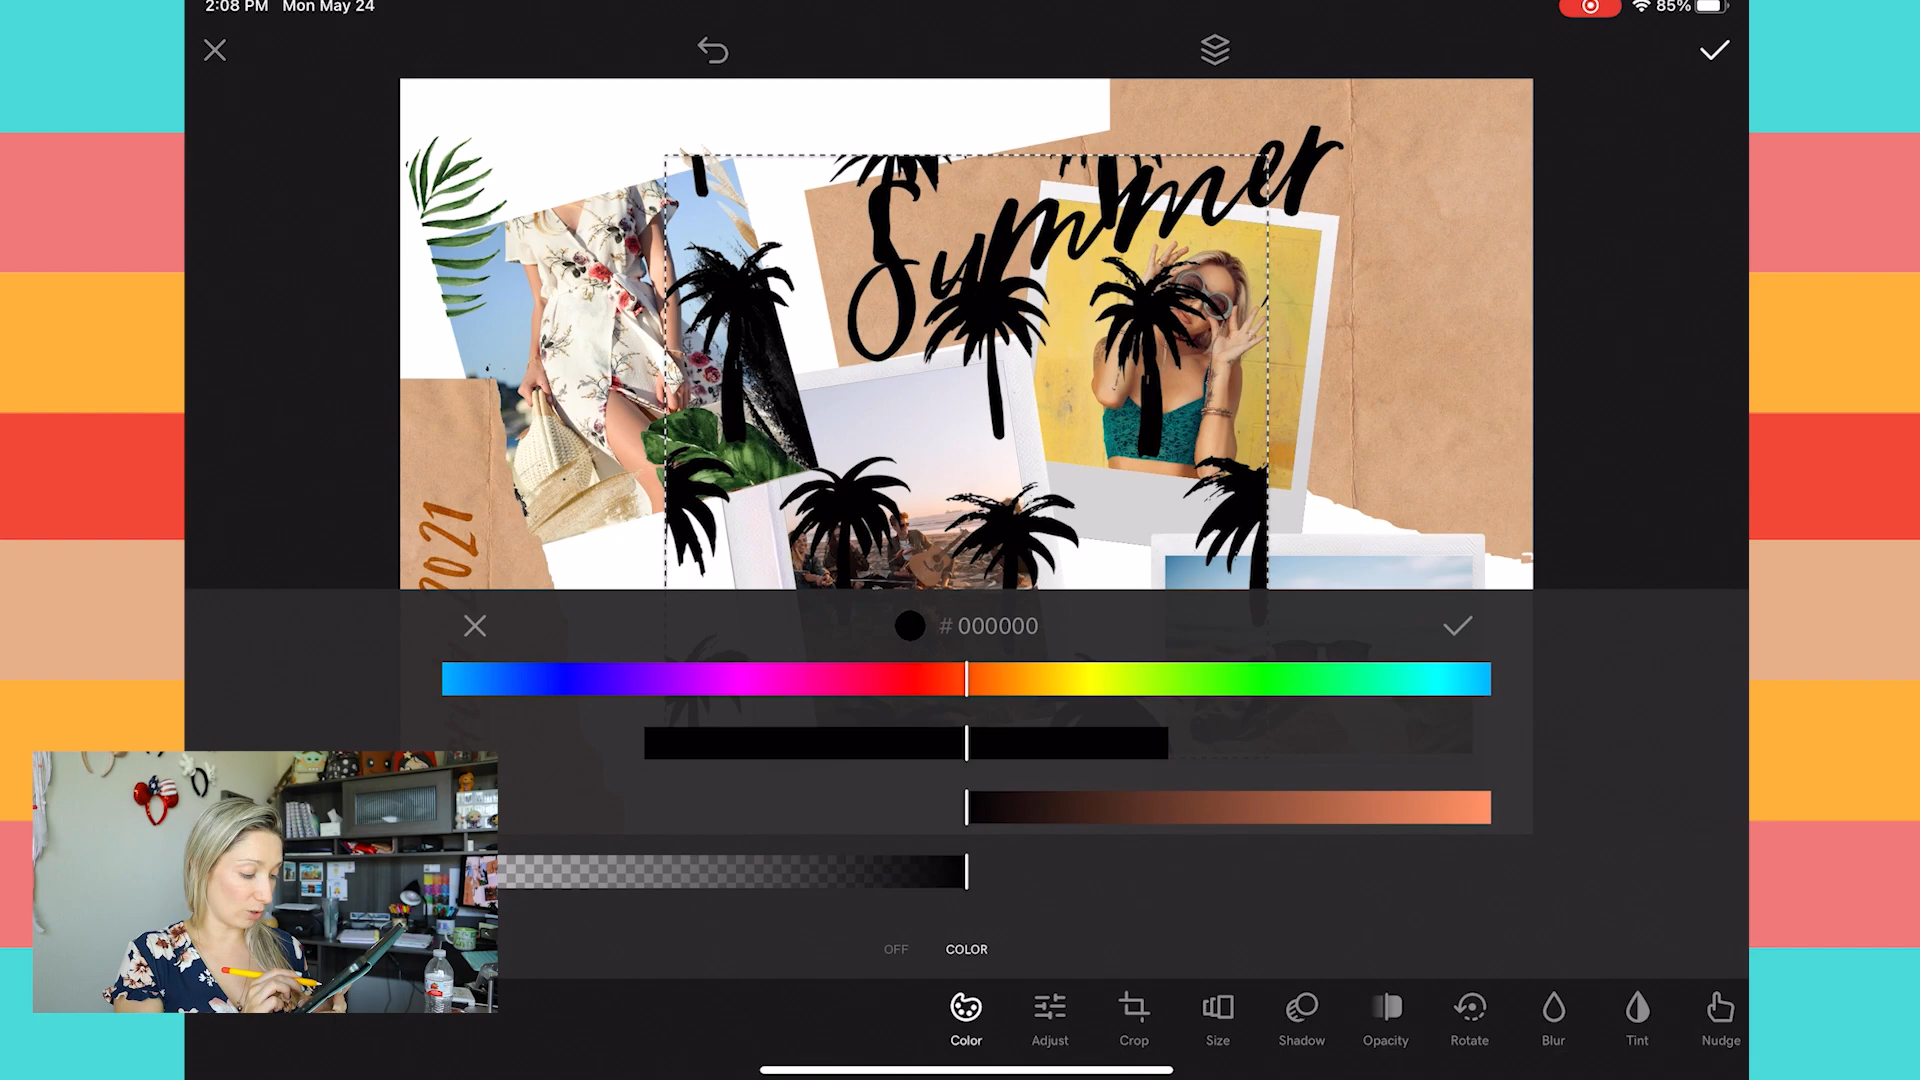 2:08 PM Mon May 24
85%
Summer
2021
# 000000
OFF COLOR
Color Adjust Crop Size Shadow Opacity Rotate Blur Tint Nudge